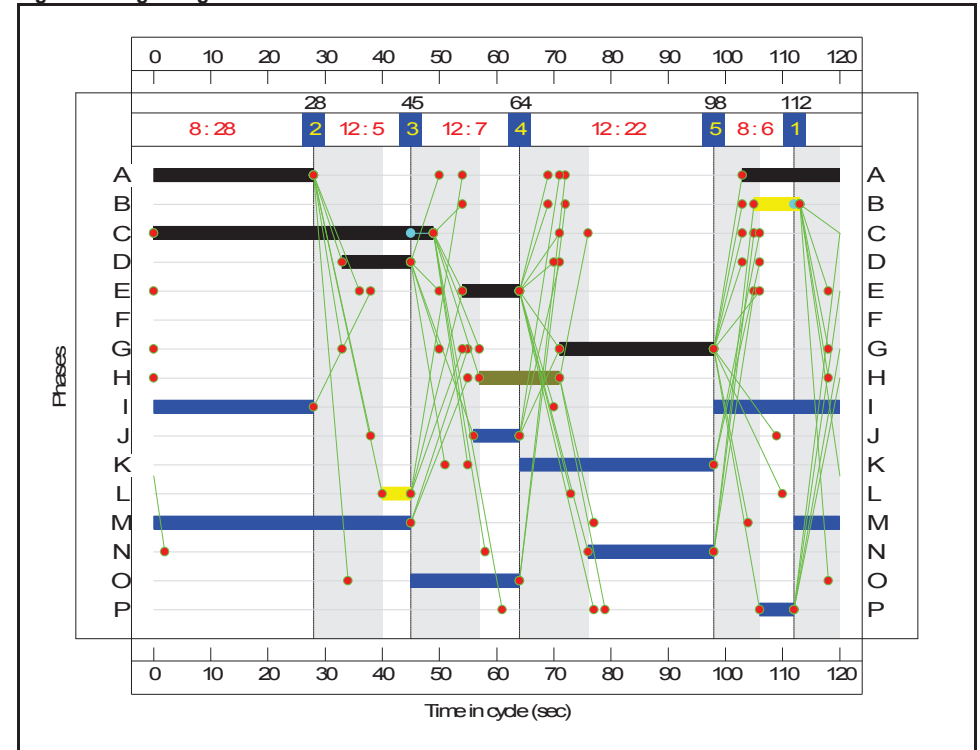 0 10 20 30 40 50 60 70 80 90 100 110 120
28 45 64 98 112
8 : 28 2 12 : 5 3 12 : 7 4 12 : 22 5 8 : 6 1
A A
B B
C C
D D
E E
F F
G G
H H
I I
J J
K K
L L
M M
N N
O O
P P
Phases
0 10 20 30 40 50 60 70 80 90 100 110 120
Time in cycle (sec)